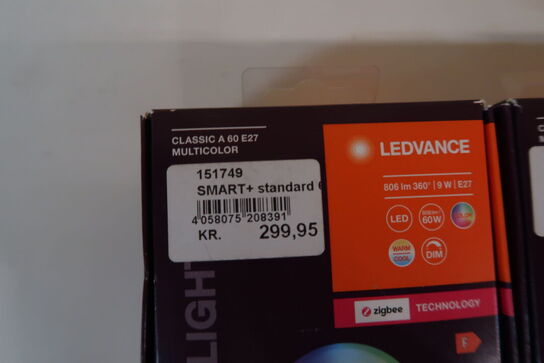 CLASSIC A 60 E27
MULTICOLOR
151749
SMART+ standard
4 058075 208391
KR. 299,95
LIGHT
LEDVANCE
806 lm 360° | 9 W | E27
LED
60W
WARM
COOL
DIM
zigbee TECHNOLOGY
F